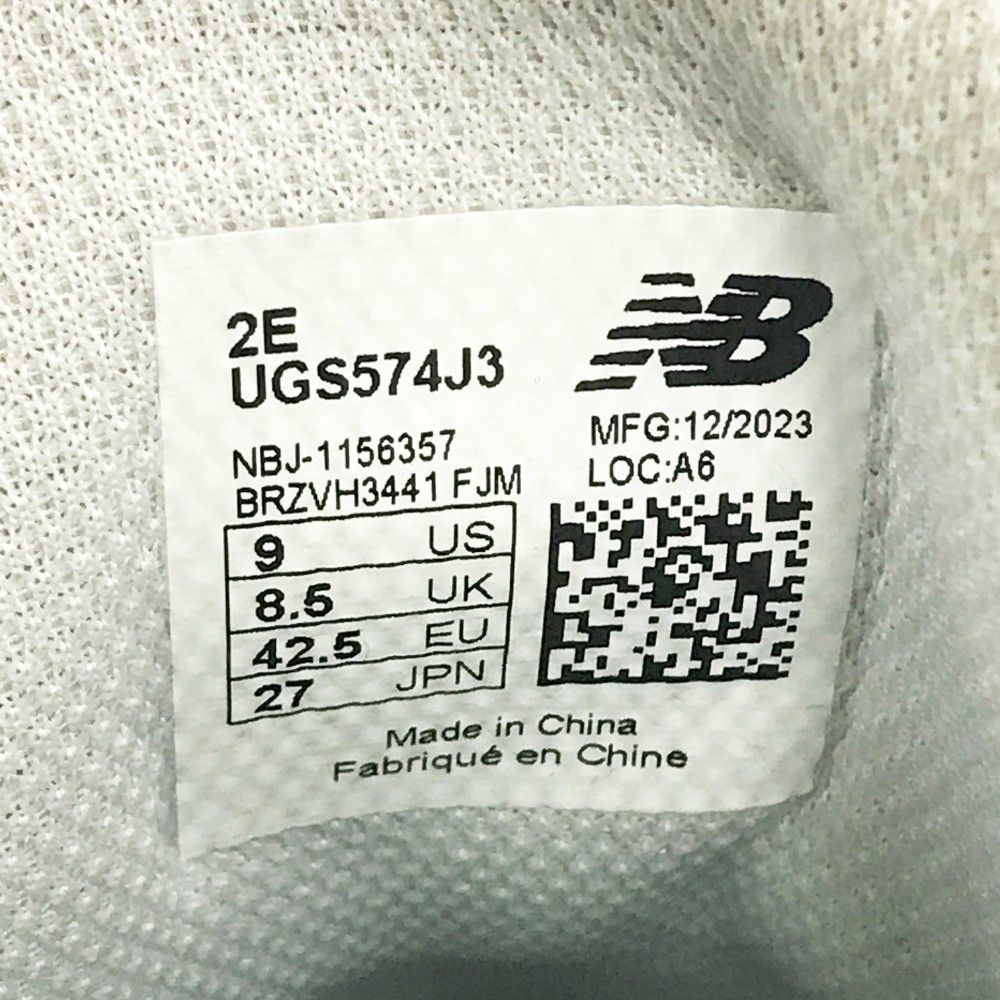 2E
UGS574J3
NB
NBJ-1156357
MFG:12/2023
BRZVH3441 FJM
LOC:A6
9 US
8.5 UK
42.5 EU
27 JPN
Made in China
Fabriqué en Chine